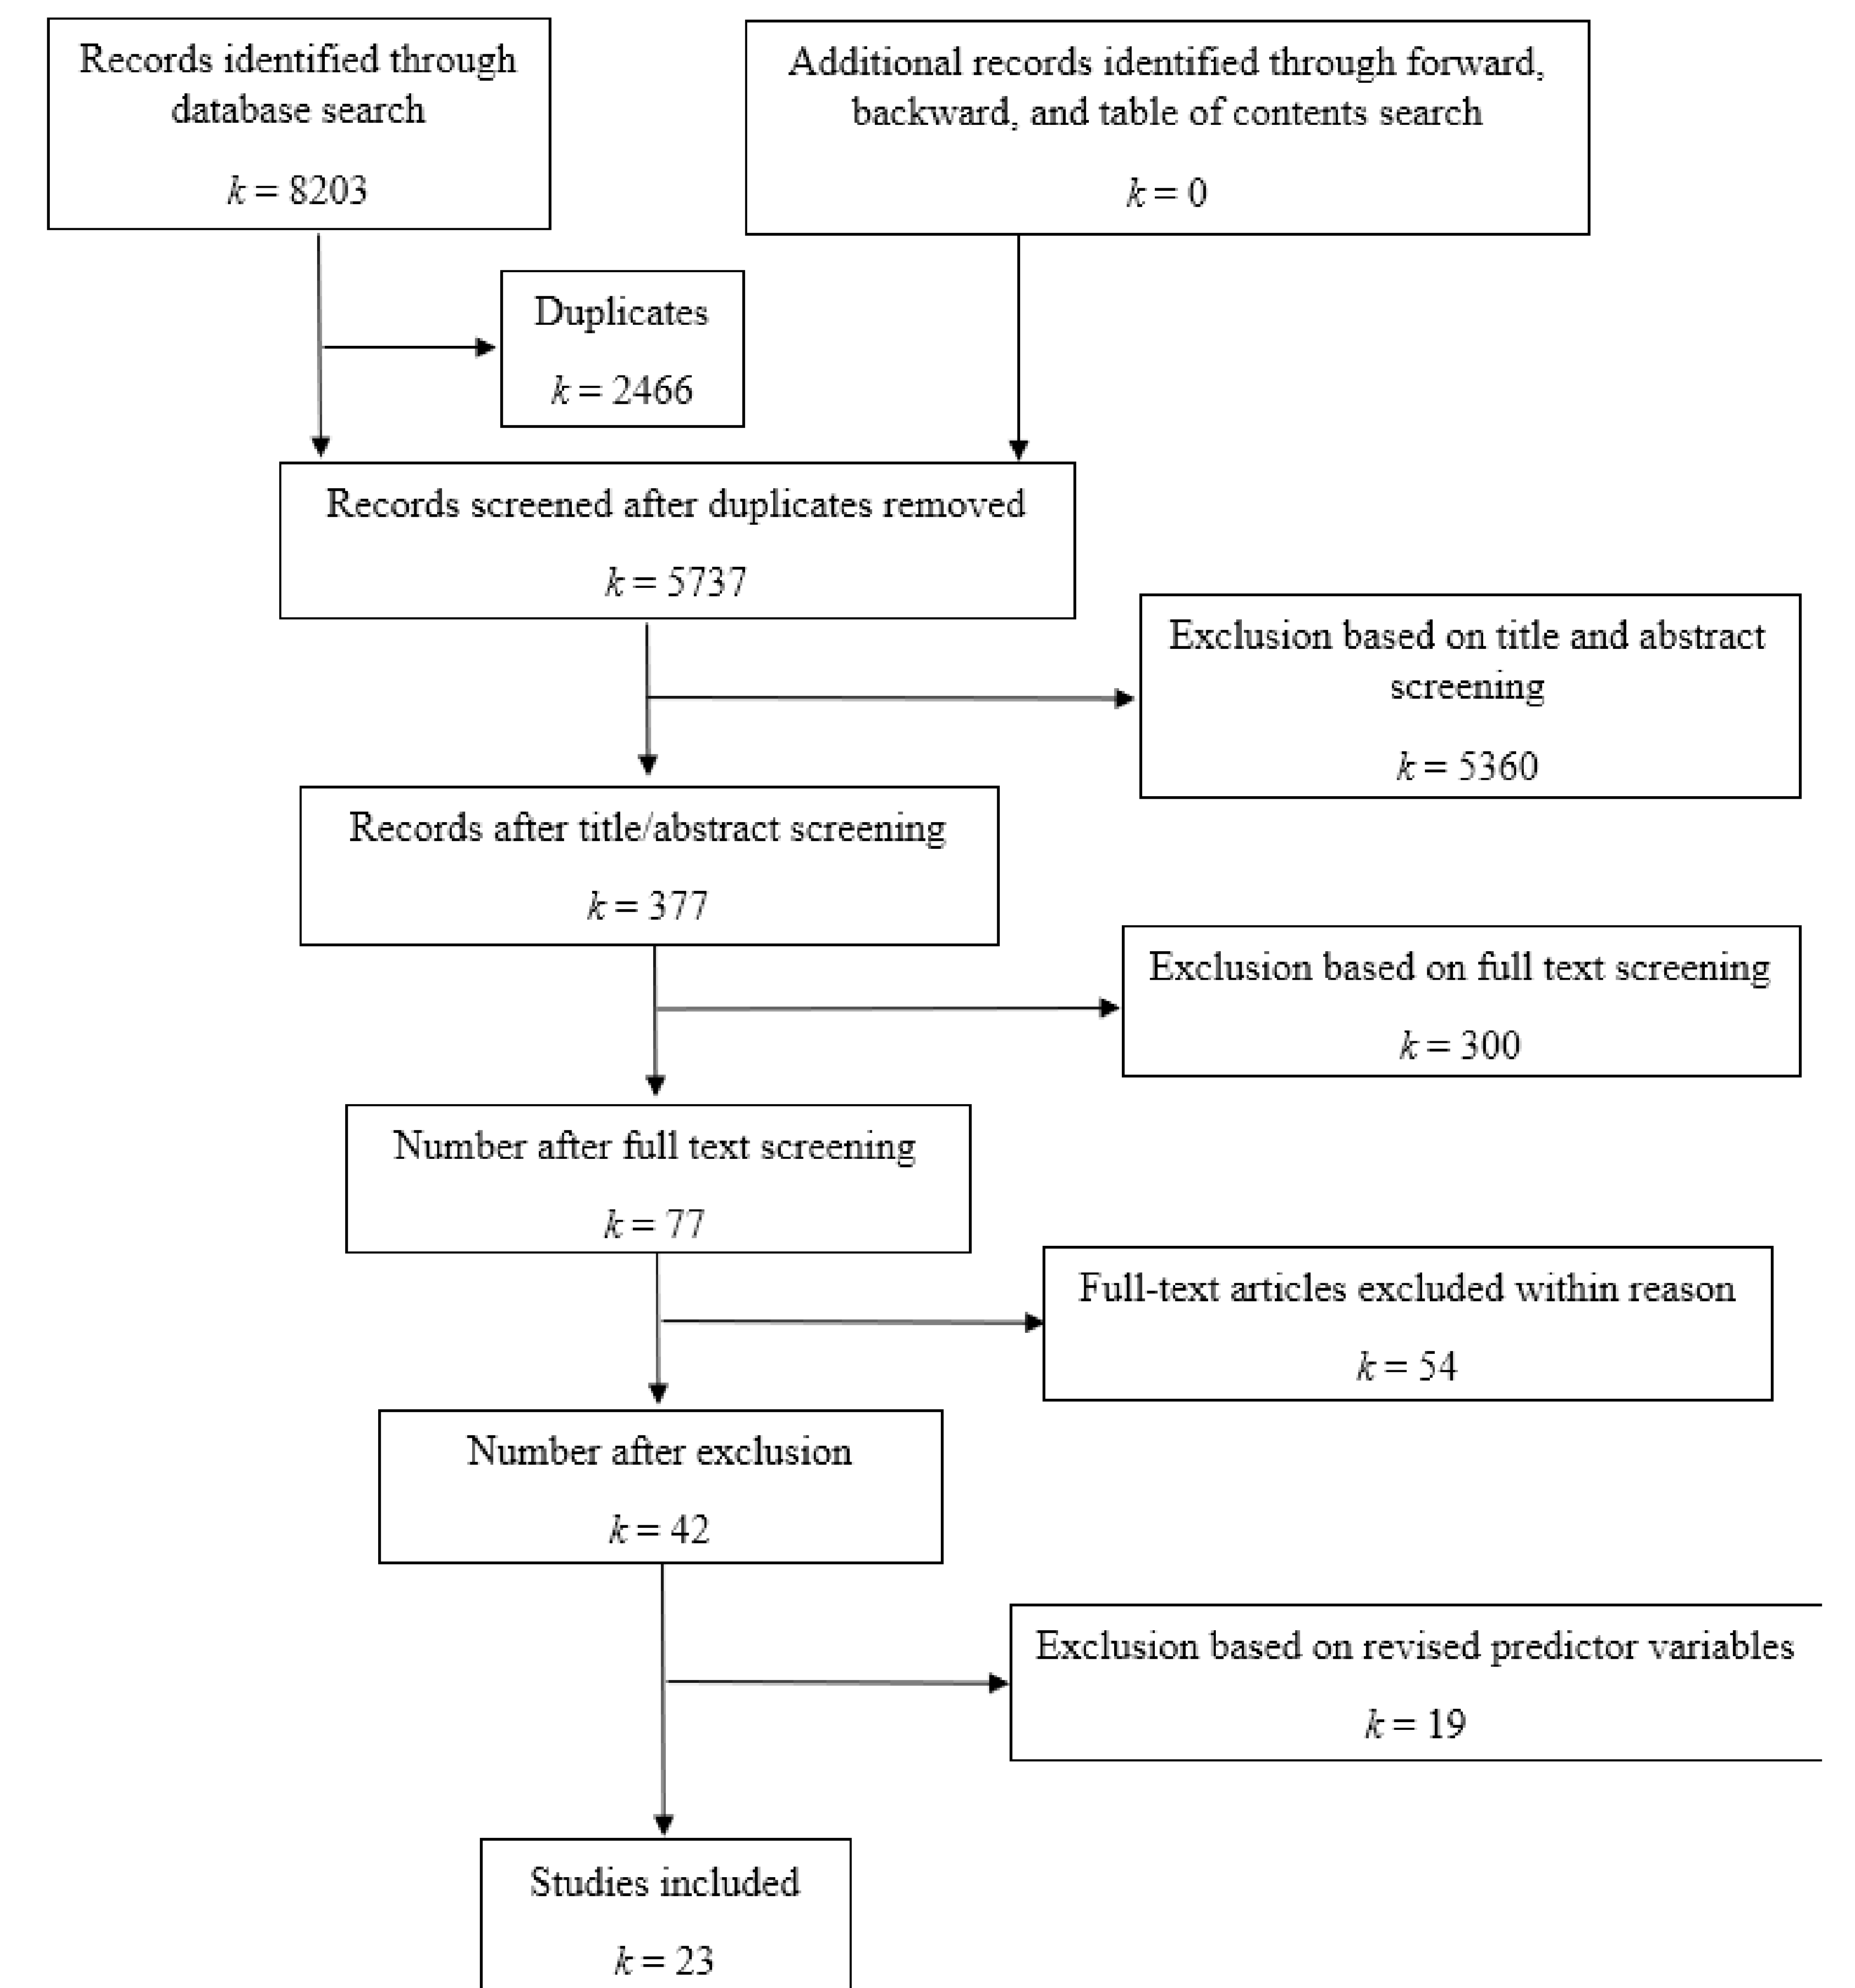 Records identified through
database search
k = 8203
Additional records identified through forward,
backward, and table of contents search
k = 0
Duplicates
k = 2466
Records screened after duplicates removed
k = 5737
Exclusion based on title and abstract
screening
k = 5360
Records after title/abstract screening
k = 377
Exclusion based on full text screening
k = 300
Number after full text screening
k = 77
Full-text articles excluded within reason
k = 54
Number after exclusion
k = 42
Exclusion based on revised predictor variables
k = 19
Studies included
k = 23